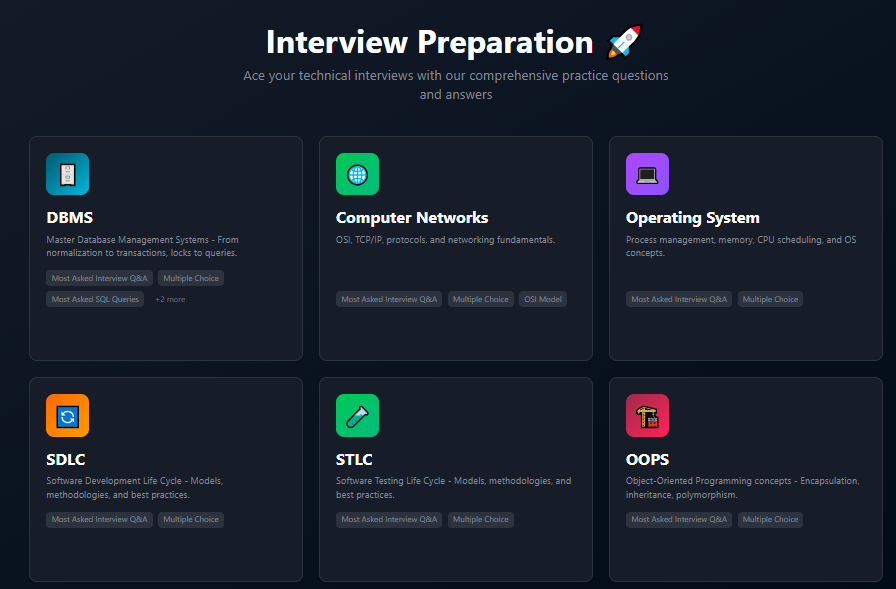 Interview Preparation 🚀
Ace your technical interviews with our comprehensive practice questions
and answers
DBMS
Master Database Management Systems - From
normalization to transactions, locks to queries.
Most Asked Interview Q&A
Multiple Choice
Most Asked SQL Queries
+2 more
Computer Networks
OSI, TCP/IP, protocols, and networking fundamentals.
Most Asked Interview Q&A
Multiple Choice
OSI Model
Operating System
Process management, memory, CPU scheduling, and OS
concepts.
Most Asked Interview Q&A
Multiple Choice
SDLC
Software Development Life Cycle - Models,
methodologies, and best practices.
Most Asked Interview Q&A
Multiple Choice
STLC
Software Testing Life Cycle - Models, methodologies, and
best practices.
Most Asked Interview Q&A
Multiple Choice
OOPS
Object-Oriented Programming concepts - Encapsulation,
inheritance, polymorphism.
Most Asked Interview Q&A
Multiple Choice